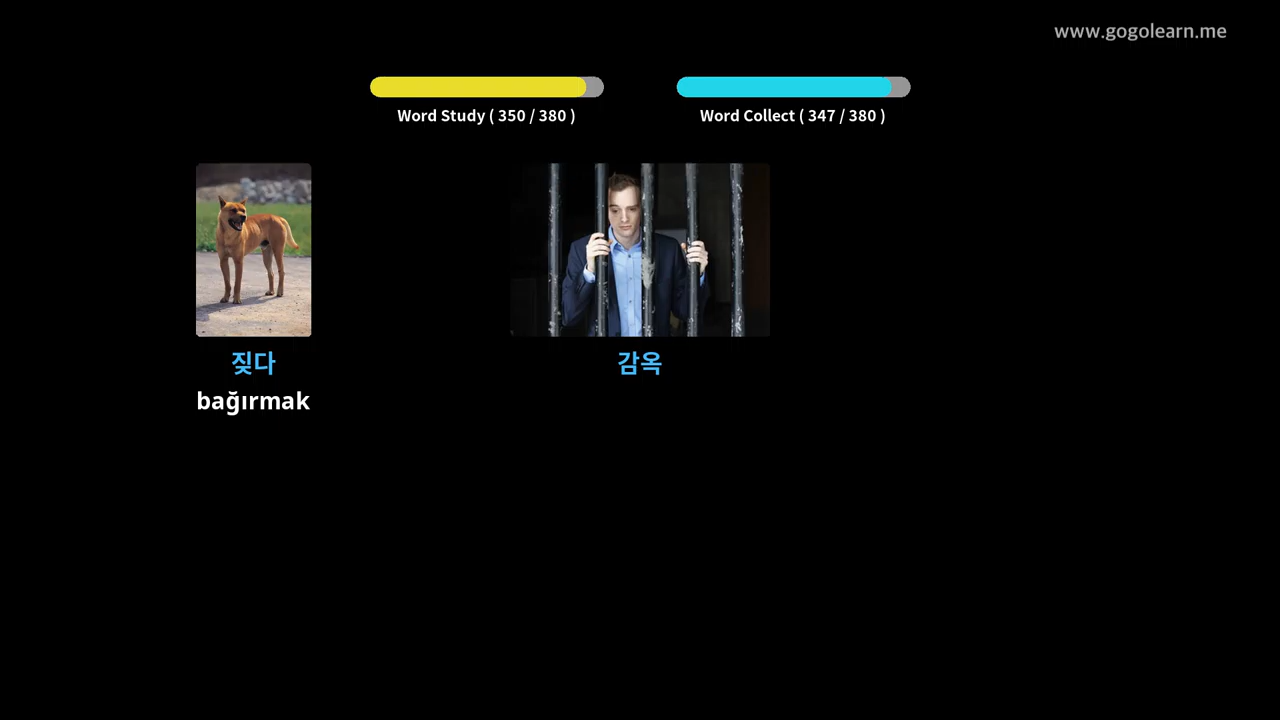 www.gogolearn.me
Word Study ( 350 / 380 )
Word Collect ( 347 / 380 )
짖다
감옥
bağırmak